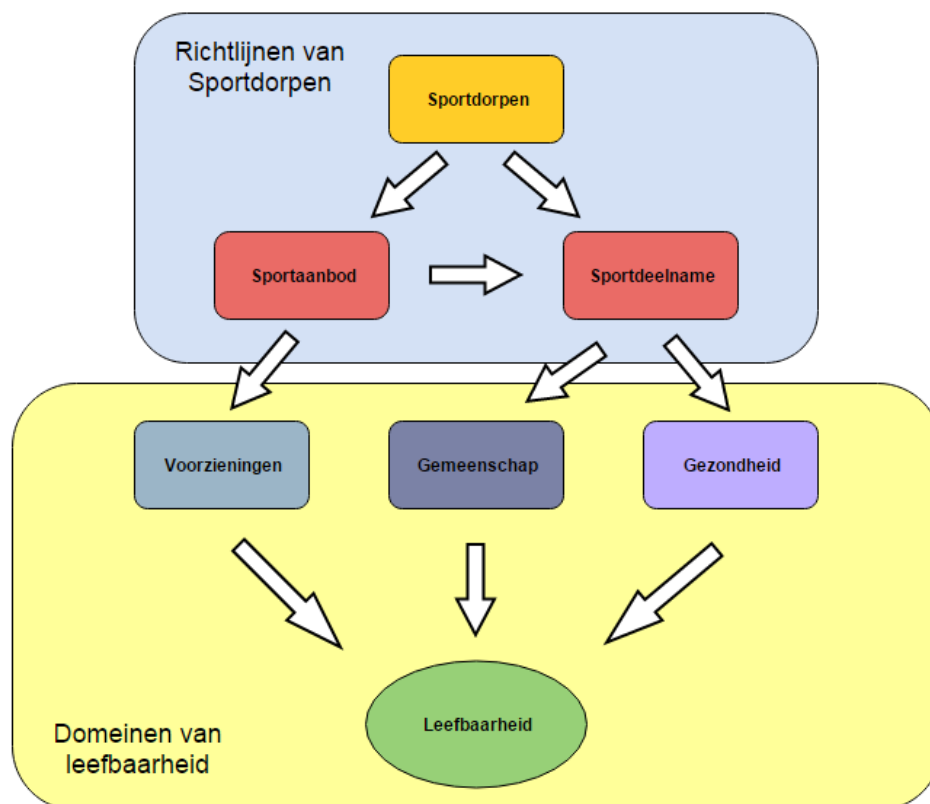 Richtlijnen van
Sportdorpen
Sportdorpen
Sportaanbod
Sportdeelname
Voorzieningen
Gemeenschap
Gezondheid
Leefbaarheid
Domeinen van
leefbaarheid